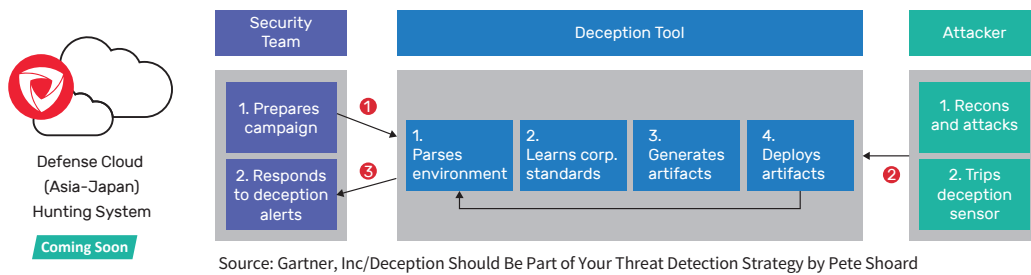 Defense Cloud
(Asia-Japan)
Hunting System
Coming Soon
Security
Team
Deception Tool
Attacker
1. Prepares
campaign
2. Responds
to deception
alerts
1
3
1.
Parses
environment
2.
Learns corp.
standards
3.
Generates
artifacts
4.
Deploys
artifacts
2
1. Recons
and attacks
2. Trips
deception
sensor
Source: Gartner, Inc/Deception Should Be Part of Your Threat Detection Strategy by Pete Shoard